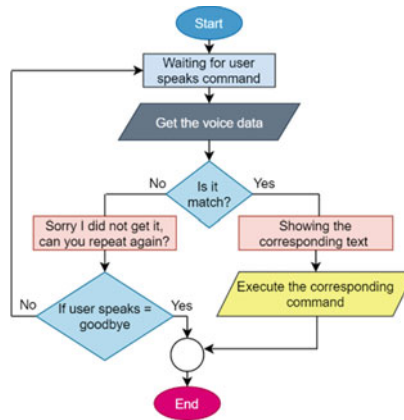 Start
Waiting for user
speaks command
Get the voice data
Is it
match?
No
Yes
Sorry I did not get it,
can you repeat again?
Showing the
corresponding text
Execute the corresponding
command
If user speaks =
goodbye
No
Yes
End